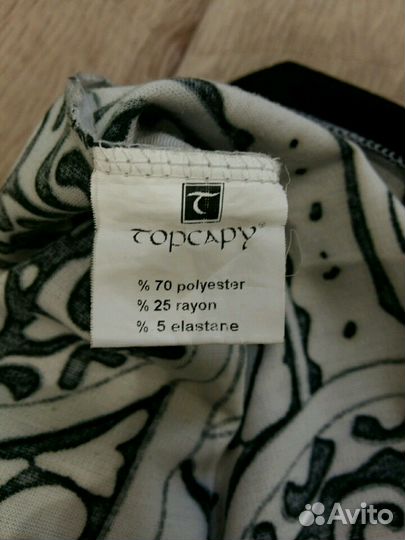 T
TOPCAPY®
% 70 polyester
% 25 rayon
% 5 elastane
Avito